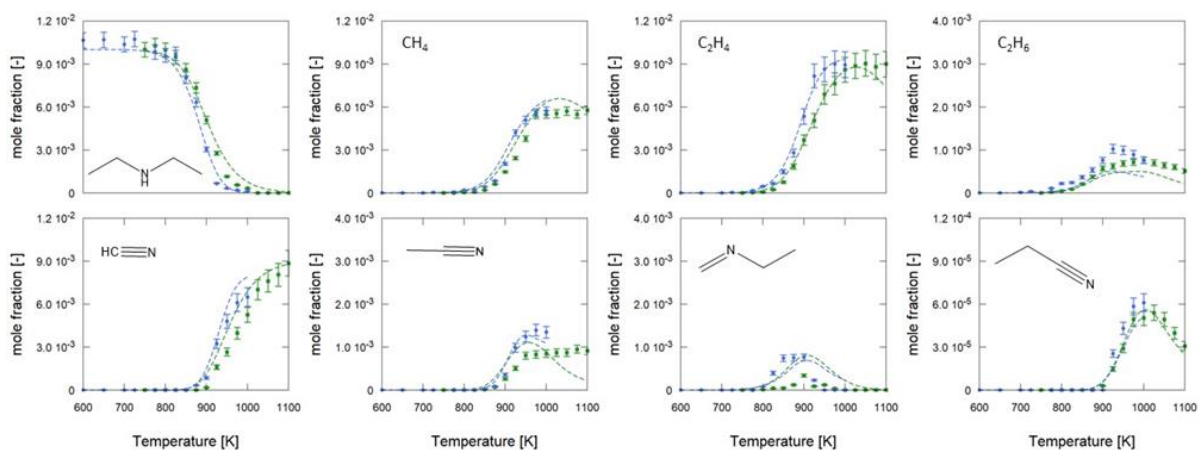 1.2 10⁻²
9.0 10⁻³
6.0 10⁻³
3.0 10⁻³
0
mole fraction [-]
N
H
1.2 10⁻²
9.0 10⁻³
6.0 10⁻³
3.0 10⁻³
0
mole fraction [-]
CH₄
1.2 10⁻²
9.0 10⁻³
6.0 10⁻³
3.0 10⁻³
0
mole fraction [-]
C₂H₄
4.0 10⁻³
3.0 10⁻³
2.0 10⁻³
1.0 10⁻³
0
mole fraction [-]
C₂H₆
1.2 10⁻²
9.0 10⁻³
6.0 10⁻³
3.0 10⁻³
0
mole fraction [-]
HC N
600 700 800 900 1000 1100
Temperature [K]
4.0 10⁻³
3.0 10⁻³
2.0 10⁻³
1.0 10⁻³
0
mole fraction [-]
N
600 700 800 900 1000 1100
Temperature [K]
4.0 10⁻³
3.0 10⁻³
2.0 10⁻³
1.0 10⁻³
0
mole fraction [-]
N
600 700 800 900 1000 1100
Temperature [K]
1.2 10⁻⁴
9.0 10⁻⁵
6.0 10⁻⁵
3.0 10⁻⁵
0
mole fraction [-]
N
600 700 800 900 1000 1100
Temperature [K]